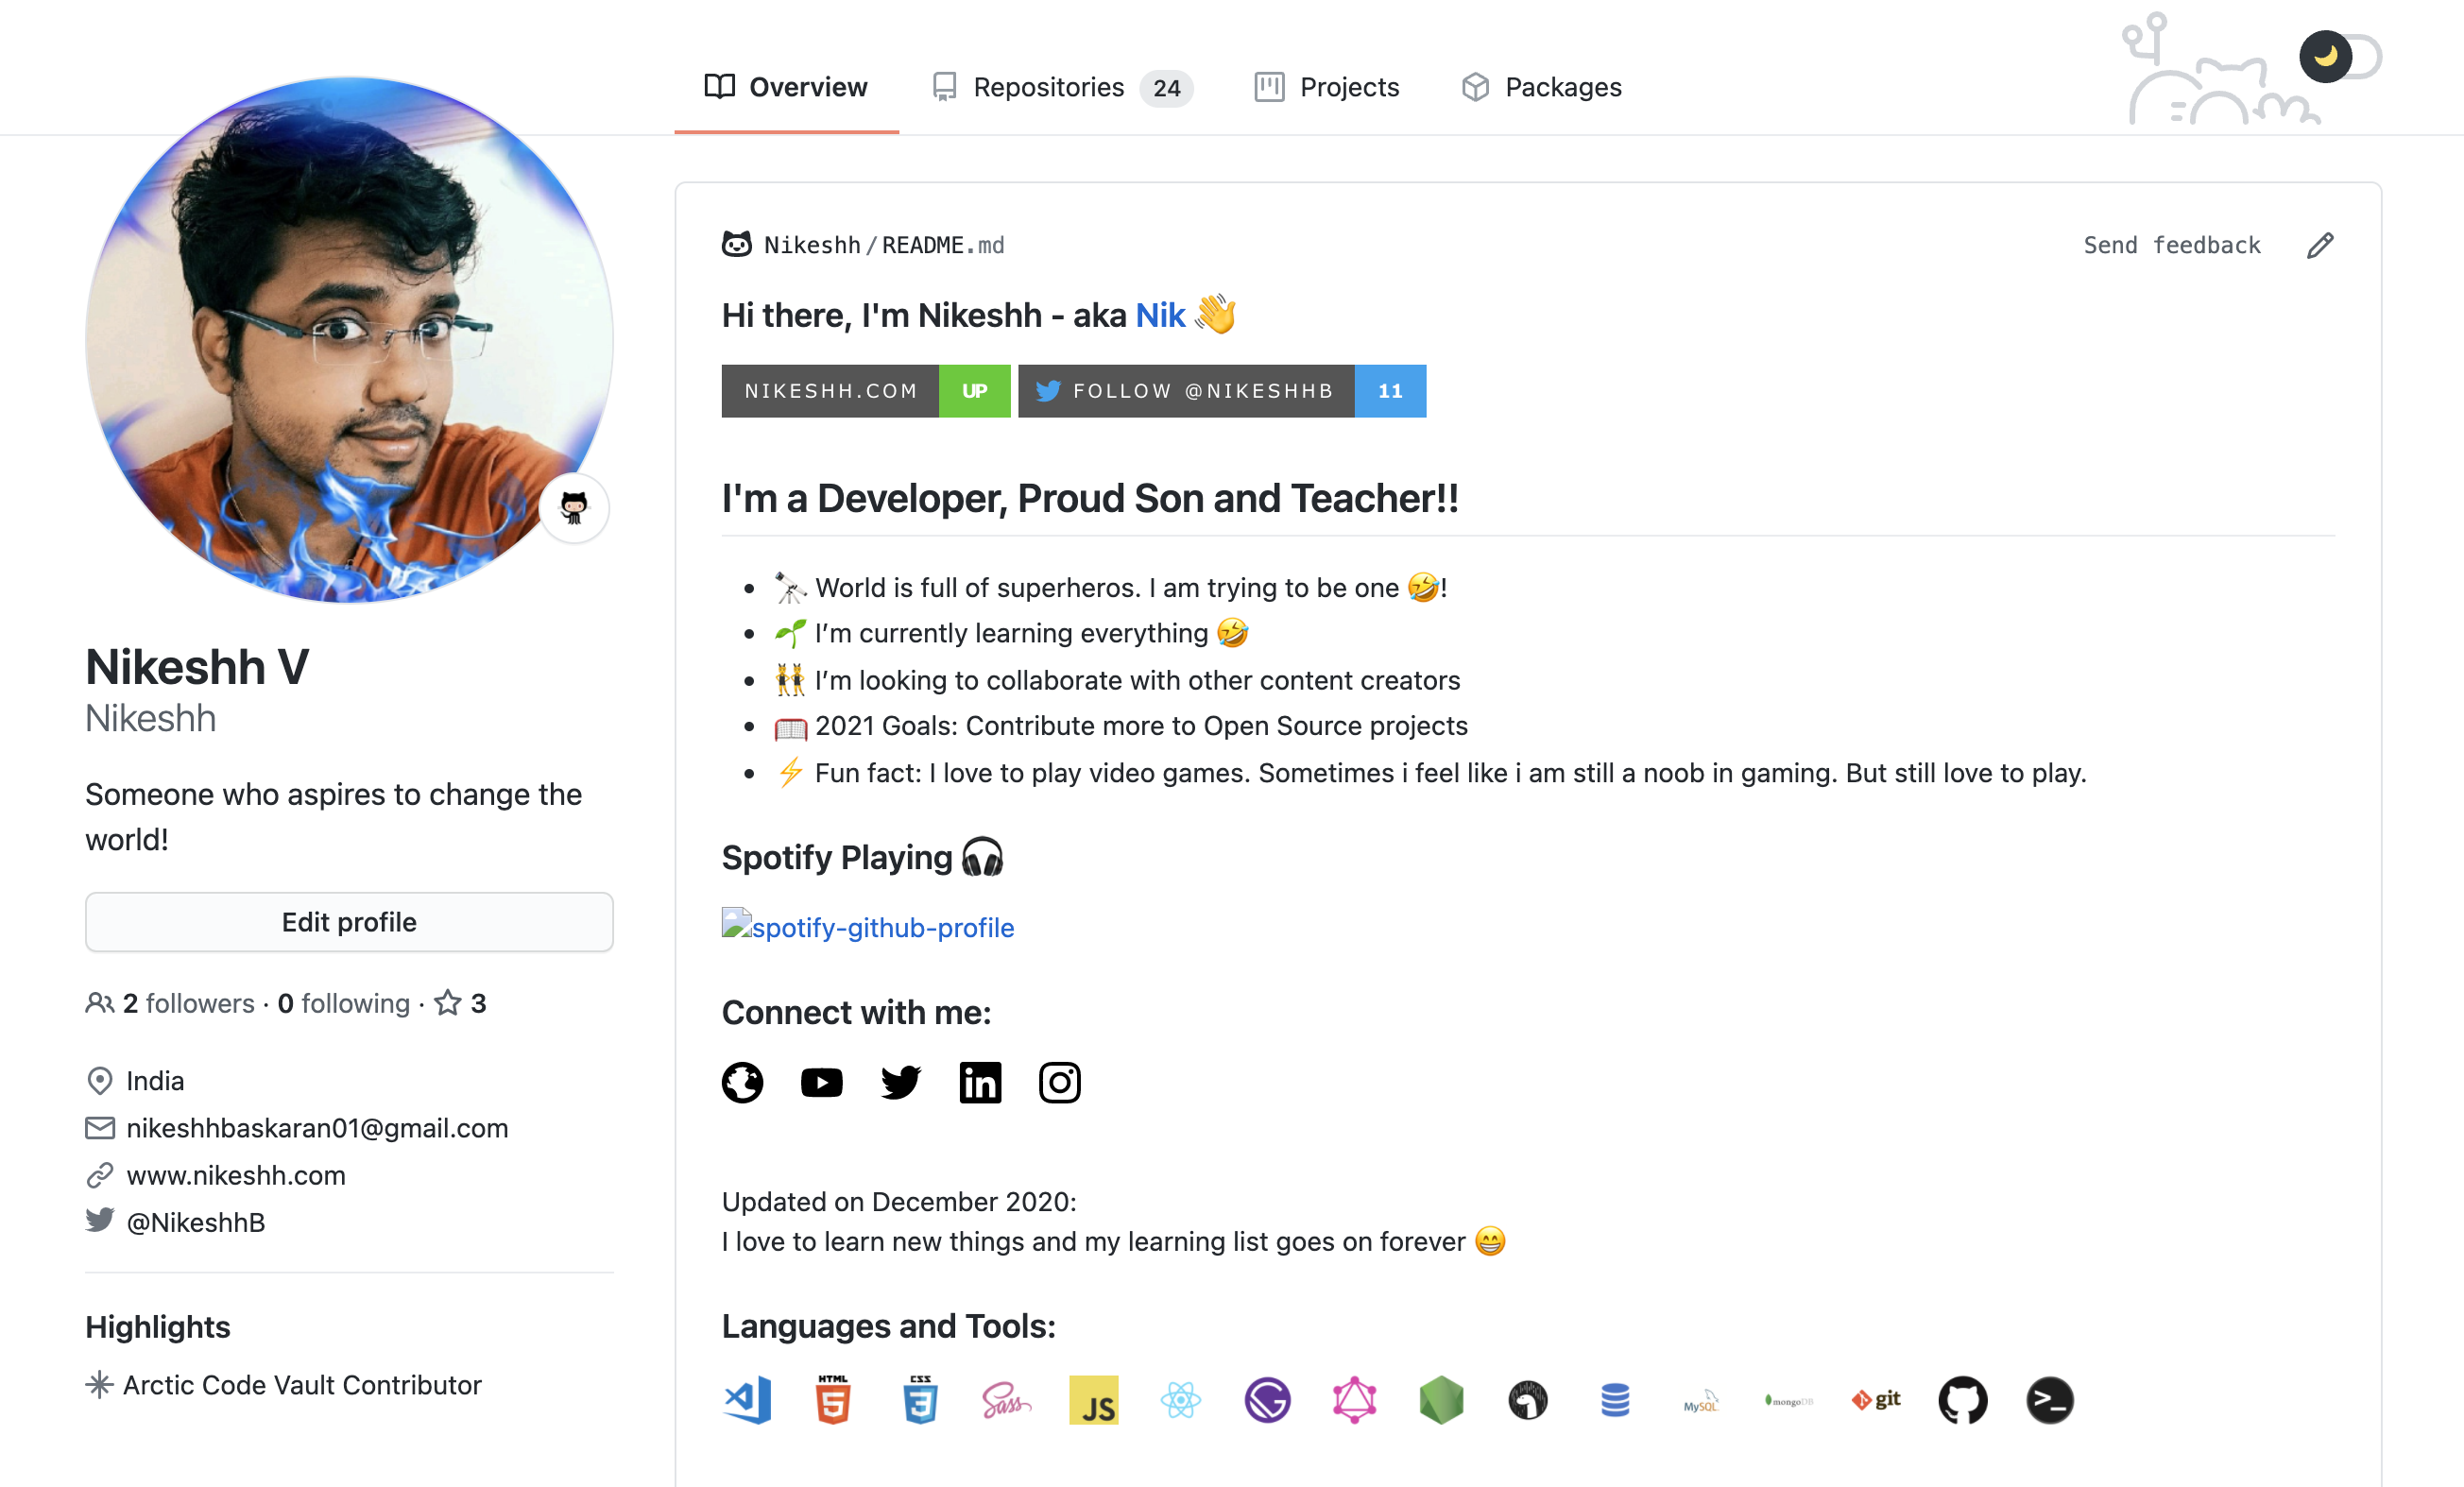 Overview
Repositories 24
Projects
Packages
Nikeshh/README.md
Send feedback
Hi there, I'm Nikeshh - aka Nik 👋
NIKESHH.COM UP
FOLLOW @NIKESHHB 11
I'm a Developer, Proud Son and Teacher!!
🔭 World is full of superheros. I am trying to be one 🤣!
🌱 I’m currently learning everything 🤣
👯 I’m looking to collaborate with other content creators
🥅 2021 Goals: Contribute more to Open Source projects
⚡ Fun fact: I love to play video games. Sometimes i feel like i am still a noob in gaming. But still love to play.
Spotify Playing 🎧
spotify-github-profile
Connect with me:
in
Updated on December 2020:
I love to learn new things and my learning list goes on forever 😄
Languages and Tools:
HTML 5
CSS 3
Sass
JS
MySQL
mongoDB
git
>_
Nikeshh V
Nikeshh
Someone who aspires to change the
world!
Edit profile
2 followers · 0 following · 3
India
nikeshhbaskaran01@gmail.com
www.nikeshh.com
@NikeshhB
Highlights
Arctic Code Vault Contributor